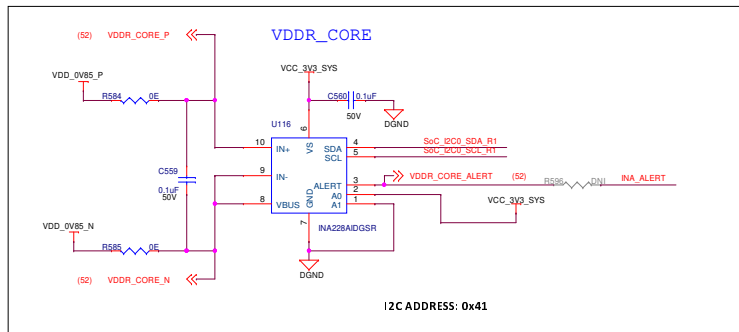 (52) VDDR_CORE_P
VDDR_CORE
VDD_0V85_P
VCC_3V3_SYS
R584 0E
C560 0.1uF
50V
DGND
U116
6
VS
10 IN+
SDA 4 SoC_I2C0_SDA_R1
SCL 5 SoC_I2C0_SCL_R1
C559
0.1uF
50V
9 IN-
ALERT 3
VDDR_CORE_ALERT (52)
R596 DNI INA_ALERT
8 VBUS
GND
A0 2
A1 1
VCC_3V3_SYS
VDD_0V85_N
7
INA228AIDGSR
R585 0E
DGND
(52) VDDR_CORE_N
I2C ADDRESS: 0x41